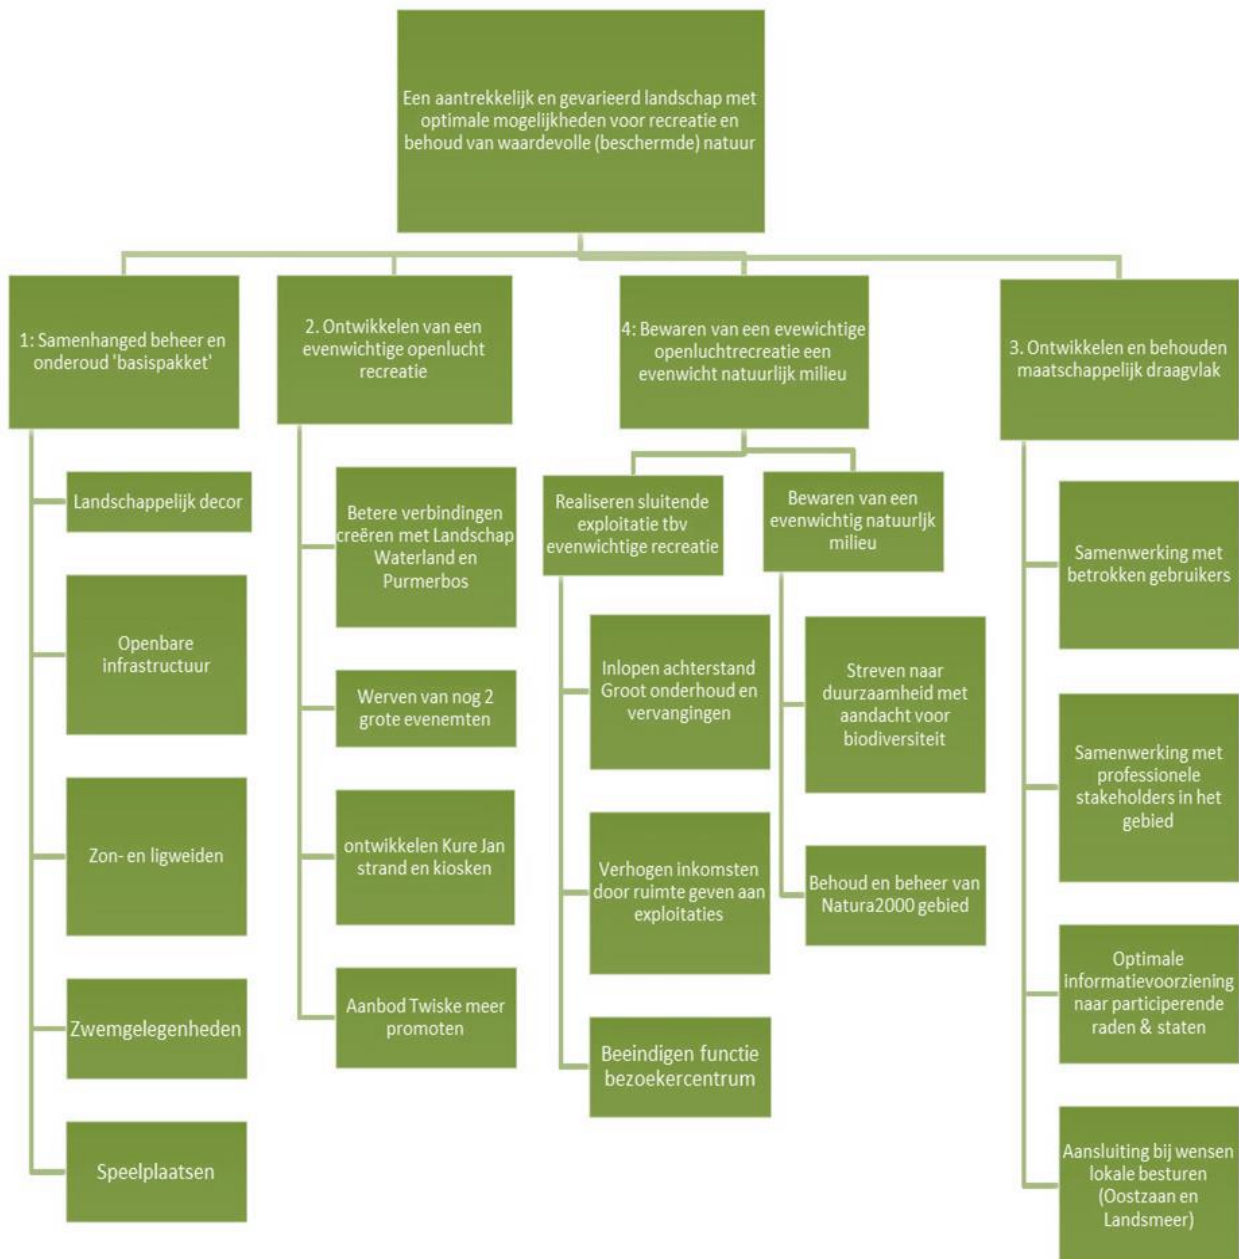 Een aantrekkelijk en gevarieerd landschap met
optimale mogelijkheden voor recreatie en
behoud van waardevolle (beschermde) natuur
1: Samenhanged beheer en
onderoud 'basispakket'
Landschappelijk decor
Openbare
infrastructuur
Zon- en ligweiden
Zwemgelegenheden
Speelplaatsen
2. Ontwikkelen van een
evenwichtige openlucht
recreatie
Betere verbindingen
creëren met Landschap
Waterland en
Purmerbos
Werven van nog 2
grote evenemten
ontwikkelen Kure Jan
strand en kiosken
Aanbod Twiske meer
promoten
4: Bewaren van een evewichtige
openluchtrecreatie een
evenwicht natuurlijk milieu
Realiseren sluitende
exploitatie tbv
evenwichtige recreatie
Inlopen achterstand
Groot onderhoud en
vervangingen
Verhogen inkomsten
door ruimte geven aan
exploitaties
Beeindigen functie
bezoekercentrum
Bewaren van een
evenwichtig natuurljk
milieu
Streven naar
duurzaamheid met
aandacht voor
biodiversiteit
Behoud en beheer van
Natura2000 gebied
3. Ontwikkelen en behouden
maatschappelijk draagvlak
Samenwerking met
betrokken gebruikers
Samenwerking met
professionele
stakeholders in het
gebied
Optimale
informatievoorziening
naar participerende
raden & staten
Aansluiting bij wensen
lokale besturen
(Oostzaan en
Landsmeer)